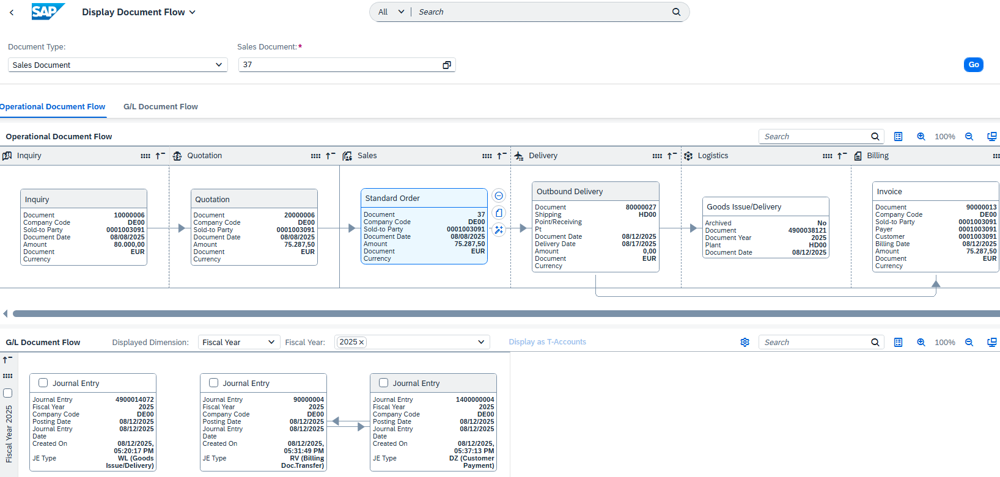 SAP Display Document Flow All Search
Document Type: Sales Document:*
Sales Document 37 Go
Operational Document Flow G/L Document Flow
Operational Document Flow Search 100%
Inquiry Quotation Sales Delivery Logistics Billing
Inquiry
Document 10000006
Company Code DE00
Sold-to Party 0001003091
Document Date 08/08/2025
Amount 80.000,00
Document EUR
Currency
Quotation
Document 20000006
Company Code DE00
Sold-to Party 0001003091
Document Date 08/08/2025
Amount 75.287,50
Document EUR
Currency
Standard Order
Document 37
Company Code DE00
Sold-to Party 0001003091
Document Date 08/08/2025
Amount 75.287,50
Document EUR
Currency
Outbound Delivery
Document 80000027
Shipping HD00
Point/Receiving
Pt
Document Date 08/12/2025
Delivery Date 08/17/2025
Amount 0,00
Document EUR
Currency
Goods Issue/Delivery
Archived No
Document 4900038121
Document Year 2025
Plant HD00
Document Date 08/12/2025
Invoice
Document 90000013
Company Code DE00
Sold-to Party 0001003091
Payer 0001003091
Customer 0001003091
Billing Date 08/12/2025
Amount 75.287,50
Document EUR
Currency
G/L Document Flow Displayed Dimension: Fiscal Year Fiscal Year: 2025 Display as T-Accounts Search 100%
Fiscal Year 2025
Journal Entry
Journal Entry 4900014072
Fiscal Year 2025
Company Code DE00
Posting Date 08/12/2025
Journal Entry 08/12/2025
Date
Created On 08/12/2025,
05:20:17 PM
JE Type WL (Goods
Issue/Delivery)
Journal Entry
Journal Entry 90000004
Fiscal Year 2025
Company Code DE00
Posting Date 08/12/2025
Journal Entry 08/12/2025
Date
Created On 08/12/2025,
05:31:49 PM
JE Type RV (Billing
Doc.Transfer)
Journal Entry
Journal Entry 1400000004
Fiscal Year 2025
Company Code DE00
Posting Date 08/12/2025
Journal Entry 08/12/2025
Date
Created On 08/12/2025,
05:37:13 PM
JE Type DZ (Customer
Payment)